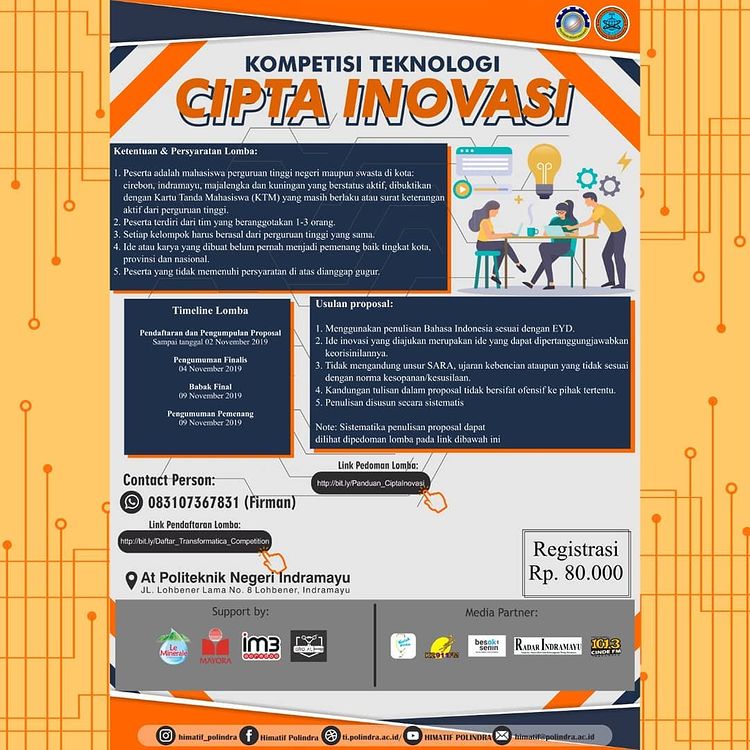 KOMPETISI TEKNOLOGI
CIPTA INOVASI
Ketentuan & Persyaratan Lomba:
1. Peserta adalah mahasiswa perguruan tinggi negeri maupun swasta di kota:
cirebon, indramayu, majalengka dan kuningan yang berstatus aktif, dibuktikan
dengan Kartu Tanda Mahasiswa (KTM) yang masih berlaku atau surat keterangan
aktif dari perguruan tinggi.
2. Peserta terdiri dari tim yang beranggotakan 1-3 orang.
3. Setiap kelompok harus berasal dari perguruan tinggi yang sama.
4. Ide atau karya yang dibuat belum pernah menjadi pemenang baik tingkat kota,
provinsi dan nasional.
5. Peserta yang tidak memenuhi persyaratan di atas dianggap gugur.
Timeline Lomba
Pendaftaran dan Pengumpulan Proposal
Sampai tanggal 02 November 2019
Pengumuman Finalis
04 November 2019
Babak Final
09 November 2019
Pengumuman Pemenang
09 November 2019
Usulan proposal:
1. Menggunakan penulisan Bahasa Indonesia sesuai dengan EYD.
2. Ide inovasi yang diajukan merupakan ide yang dapat dipertanggungjawabkan
keorisinilannya.
3. Tidak mengandung unsur SARA, ujaran kebencian ataupun yang tidak sesuai
dengan norma kesopanan/kesusilaan.
4. Kandungan tulisan dalam proposal tidak bersifat ofensif ke pihak tertentu.
5. Penulisan disusun secara sistematis
Note: Sistematika penulisan proposal dapat
dilihat dipedoman lomba pada link dibawah ini
Link Pedoman Lomba:
http://bit.ly/Panduan_CiptaInovasi
Contact Person:
083107367831 (Firman)
Link Pendaftaran Lomba:
http://bit.ly/Daftar_Transformatica_Competition
Registrasi
Rp. 80.000
At Politeknik Negeri Indramayu
JL. Lohbener Lama No. 8 Lohbener, Indramayu
Support by:
Le
Minerale
MAYORA
im3
ooredoo
Media Partner:
besok
senin
RADAR INDRAMAYU
101.3
CINDE FM
himatif_polindra
Himatif Polindra
ti.polindra.ac.id/
HIMATIF POLINDRA
himatif@polindra.ac.id